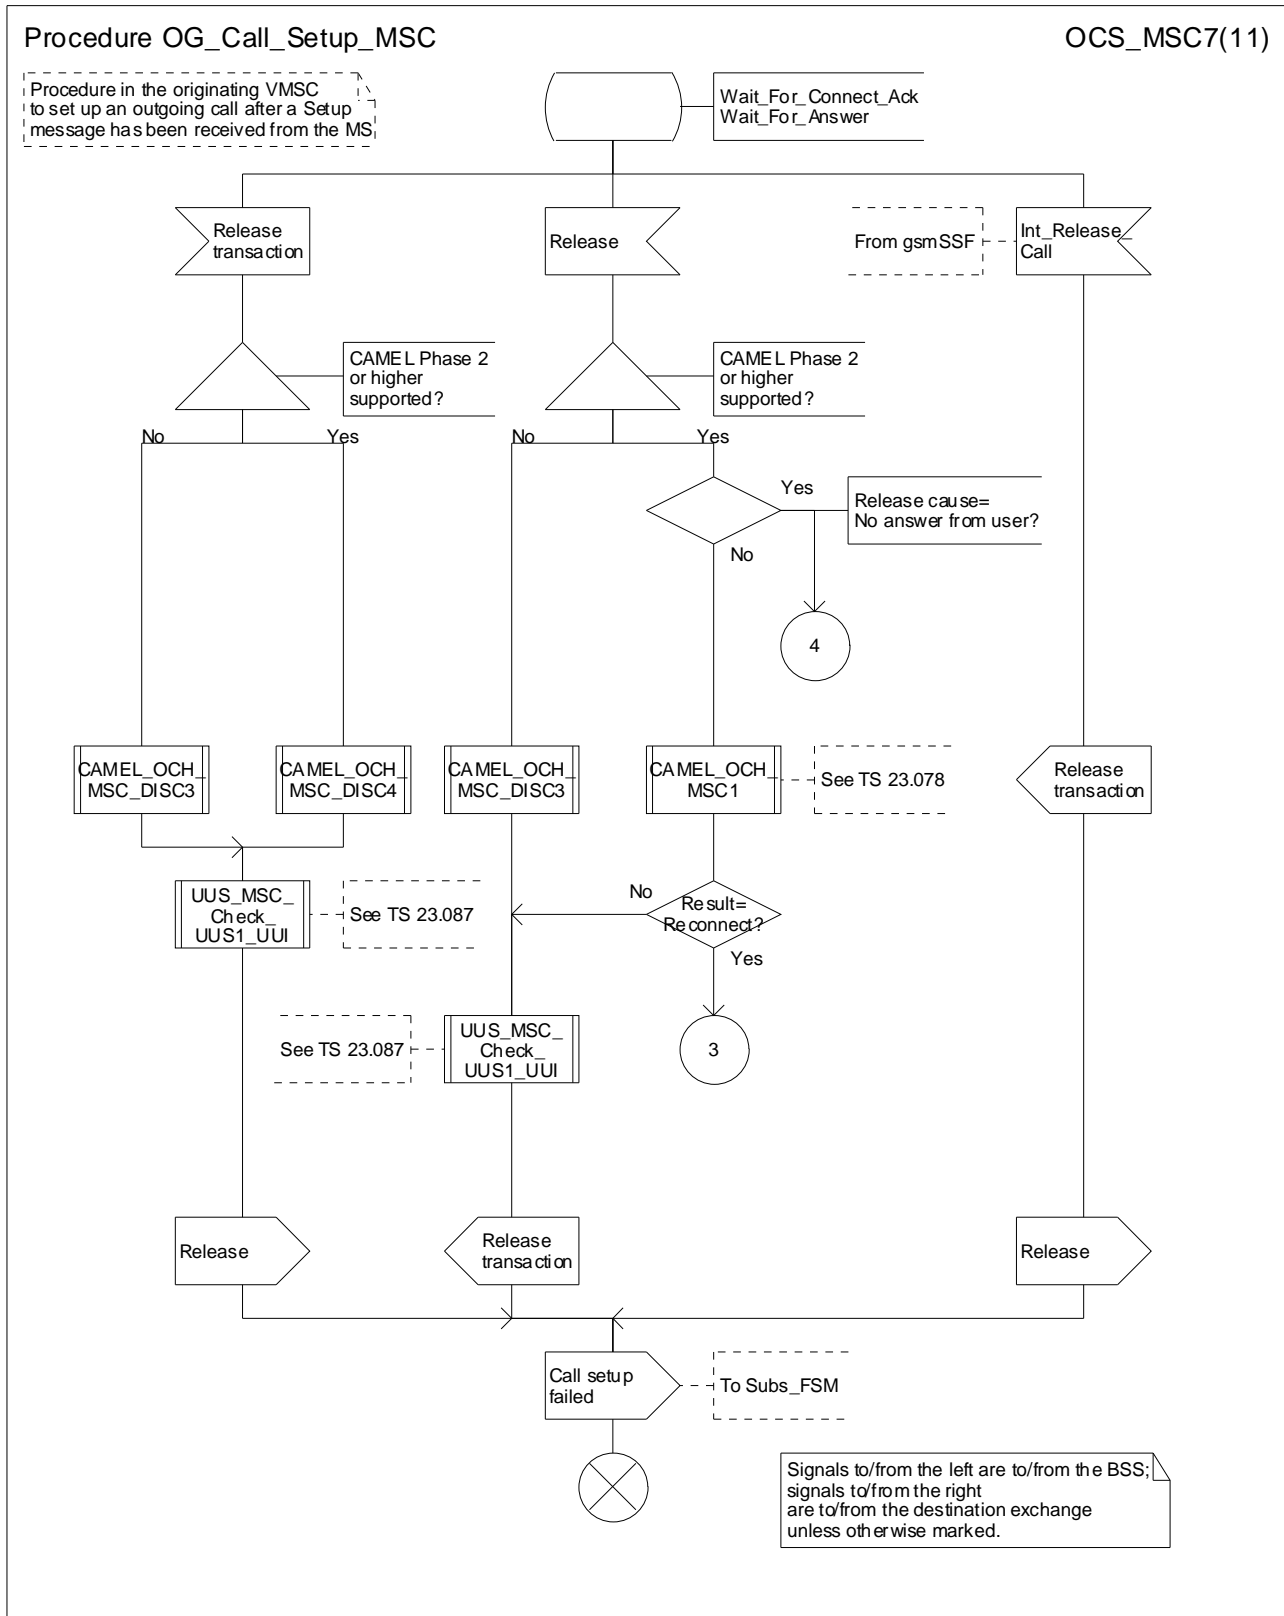 Procedure OG_Call_Setup_MSC
OCS_MSC7(11)
Procedure in the originating VMSC
to set up an outgoing call after a Setup
message has been received from the MS
Wait_For_Connect_Ack
Wait_For_Answer
Release
transaction
Release
From gsmSSF
Int_Release_
Call
CAMEL Phase 2
or higher
supported?
CAMEL Phase 2
or higher
supported?
No
Yes
No
Yes
Yes
Release cause=
No answer from user?
No
4
CAMEL_OCH_
MSC_DISC3
CAMEL_OCH_
MSC_DISC4
CAMEL_OCH_
MSC_DISC3
CAMEL_OCH_
MSC1
See TS 23.078
Release
transaction
UUS_MSC_
Check_
UUS1_UUI
See TS 23.087
No
Result=
Reconnect?
Yes
See TS 23.087
UUS_MSC_
Check_
UUS1_UUI
3
Release
Release
transaction
Release
Call setup
failed
To Subs_FSM
Signals to/from the left are to/from the BSS;
signals to/from the right
are to/from the destination exchange
unless otherwise marked.